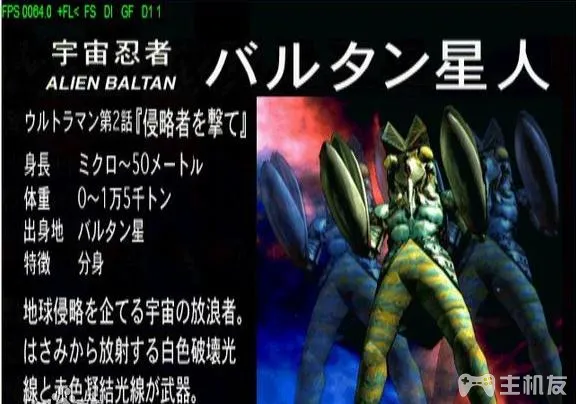 FPS 0064.0 +FL< FS DI GF D1 1
宇宙忍者
ALIEN BALTAN
バルタン星人
ウルトラマン第2話『侵略者を撃て』
身長 ミクロ〜50メートル
体重 0〜1万5千トン
出身地 バルタン星
特徴 分身
地球侵略を企てる宇宙の放浪者。
はさみから放射する白色破壊光
線と赤色凝結光線が武器。
主机友